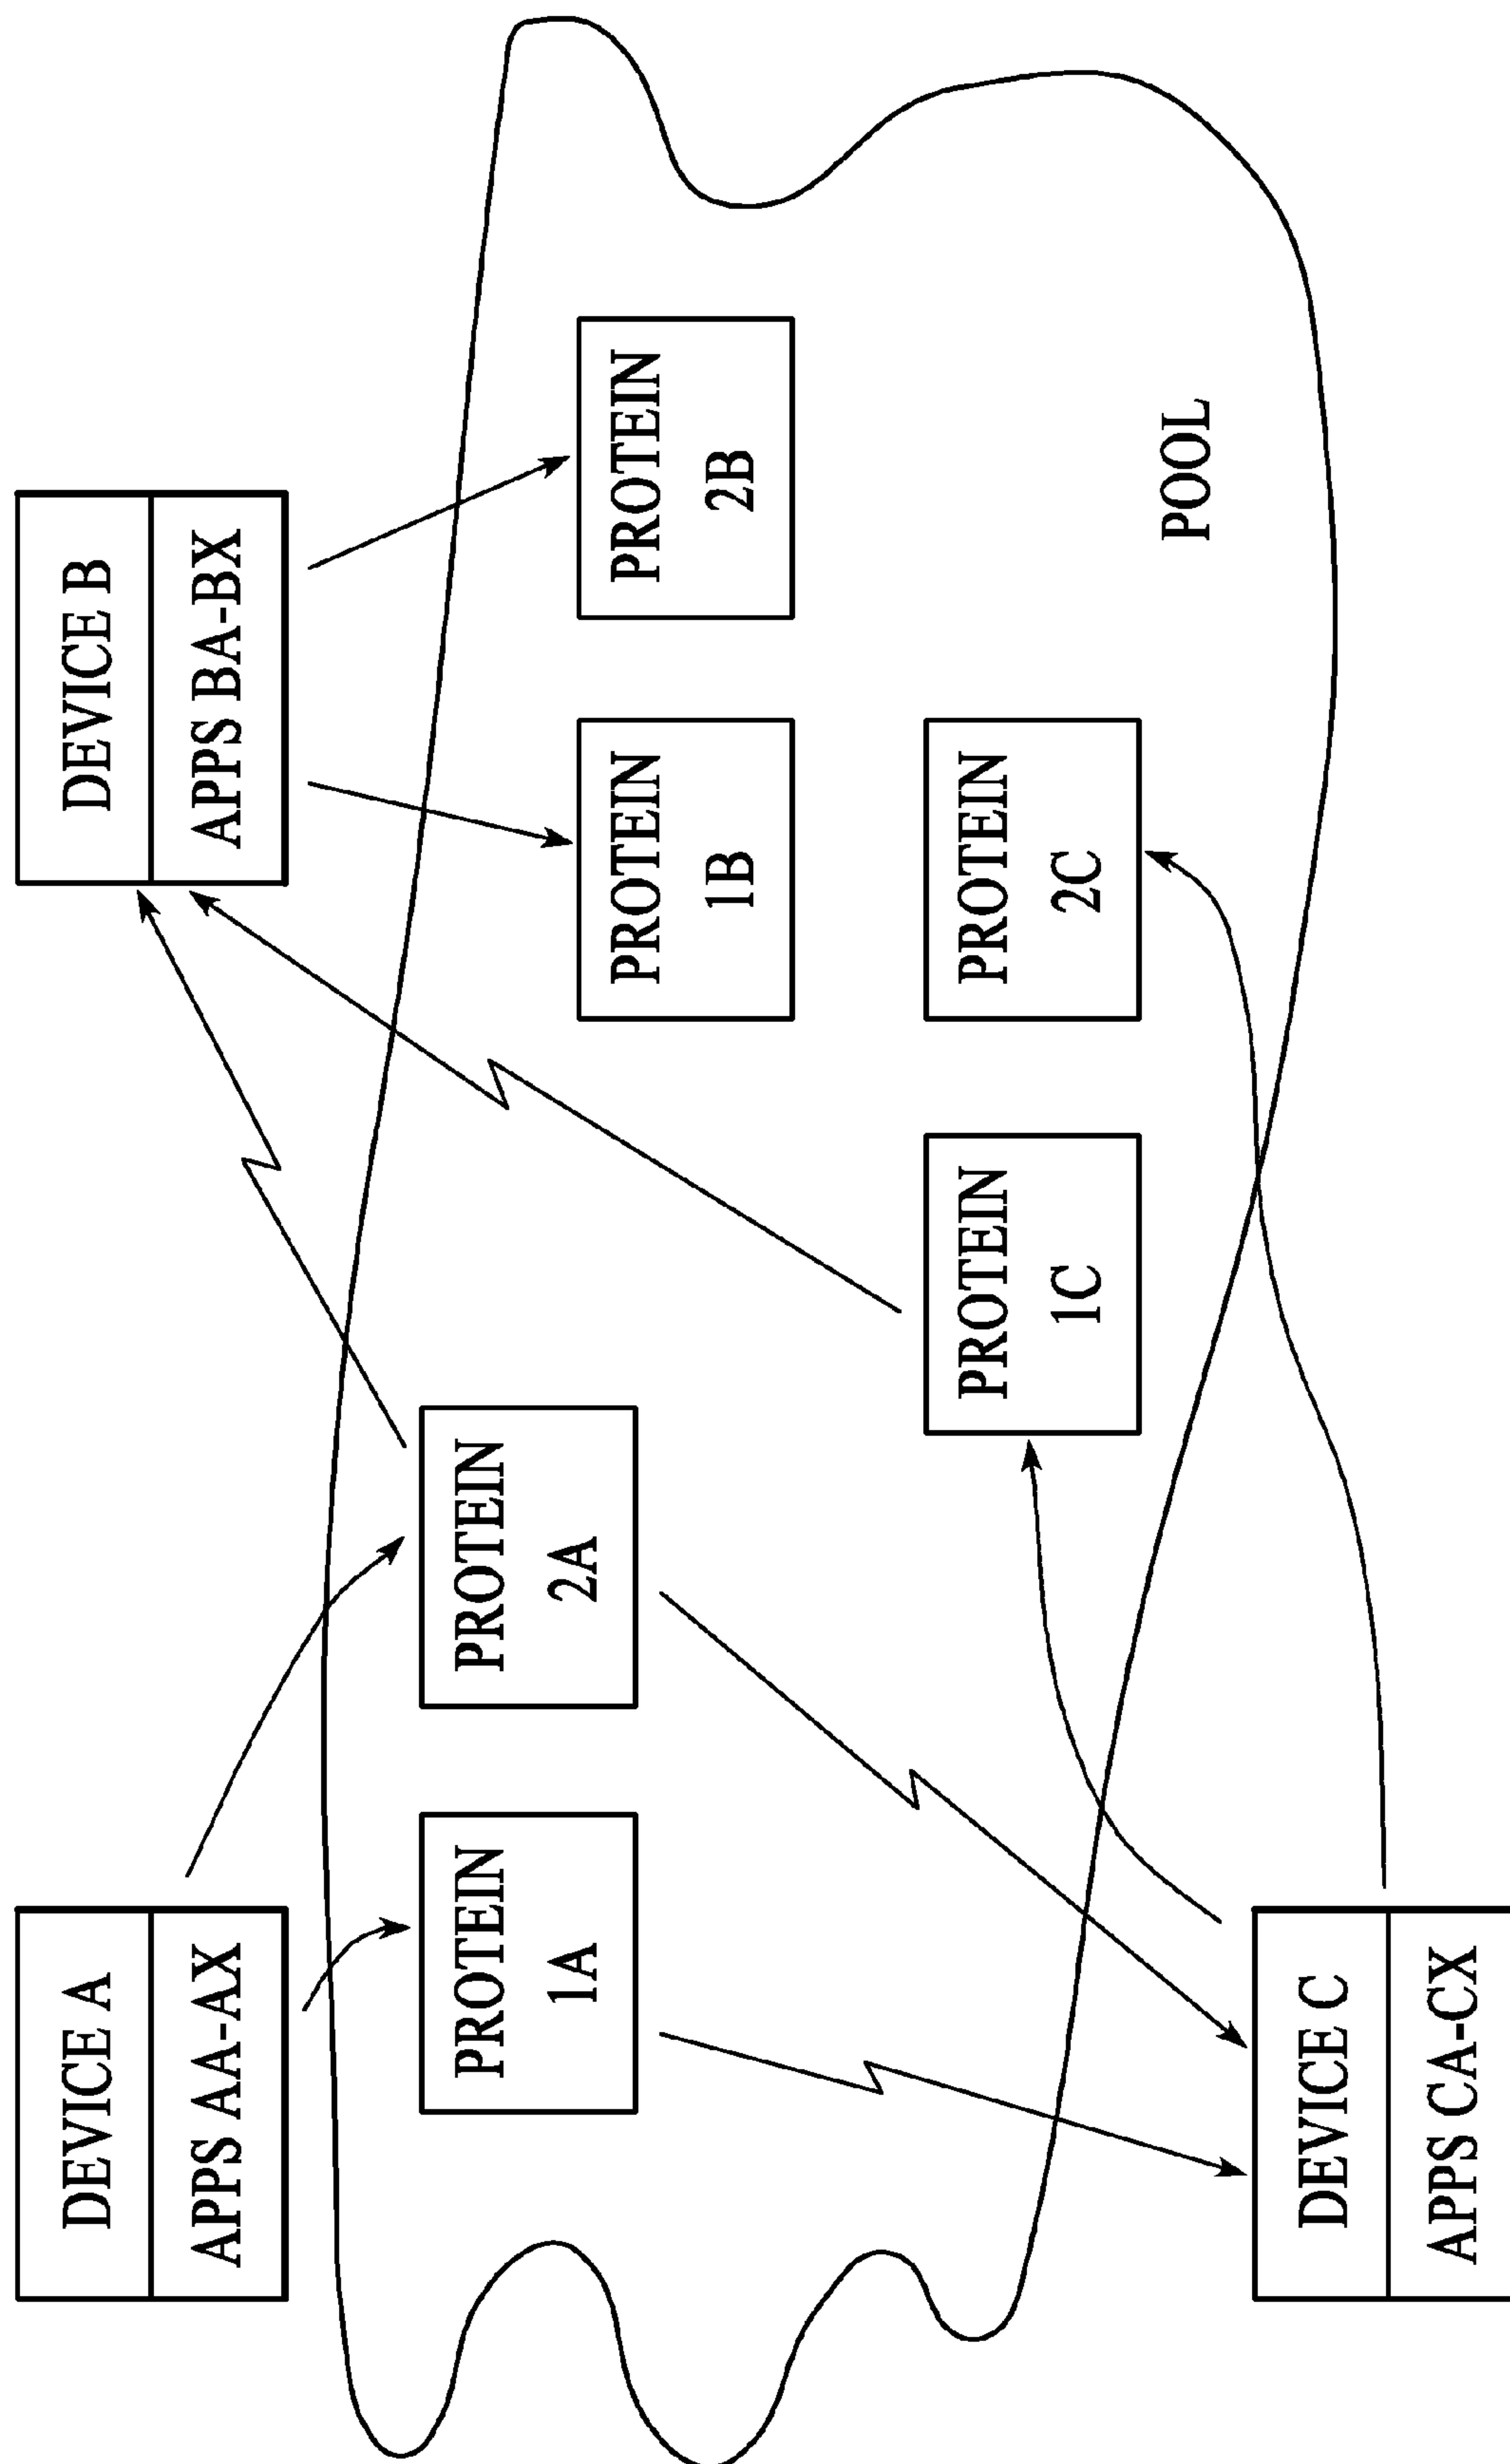 DEVICE A
APPS AA-AX
DEVICE B
APPS BA-BX
PROTEIN
1A
PROTEIN
2A
PROTEIN
1B
PROTEIN
2B
PROTEIN
1C
PROTEIN
2C
POOL
DEVICE C
APPS CA-CX